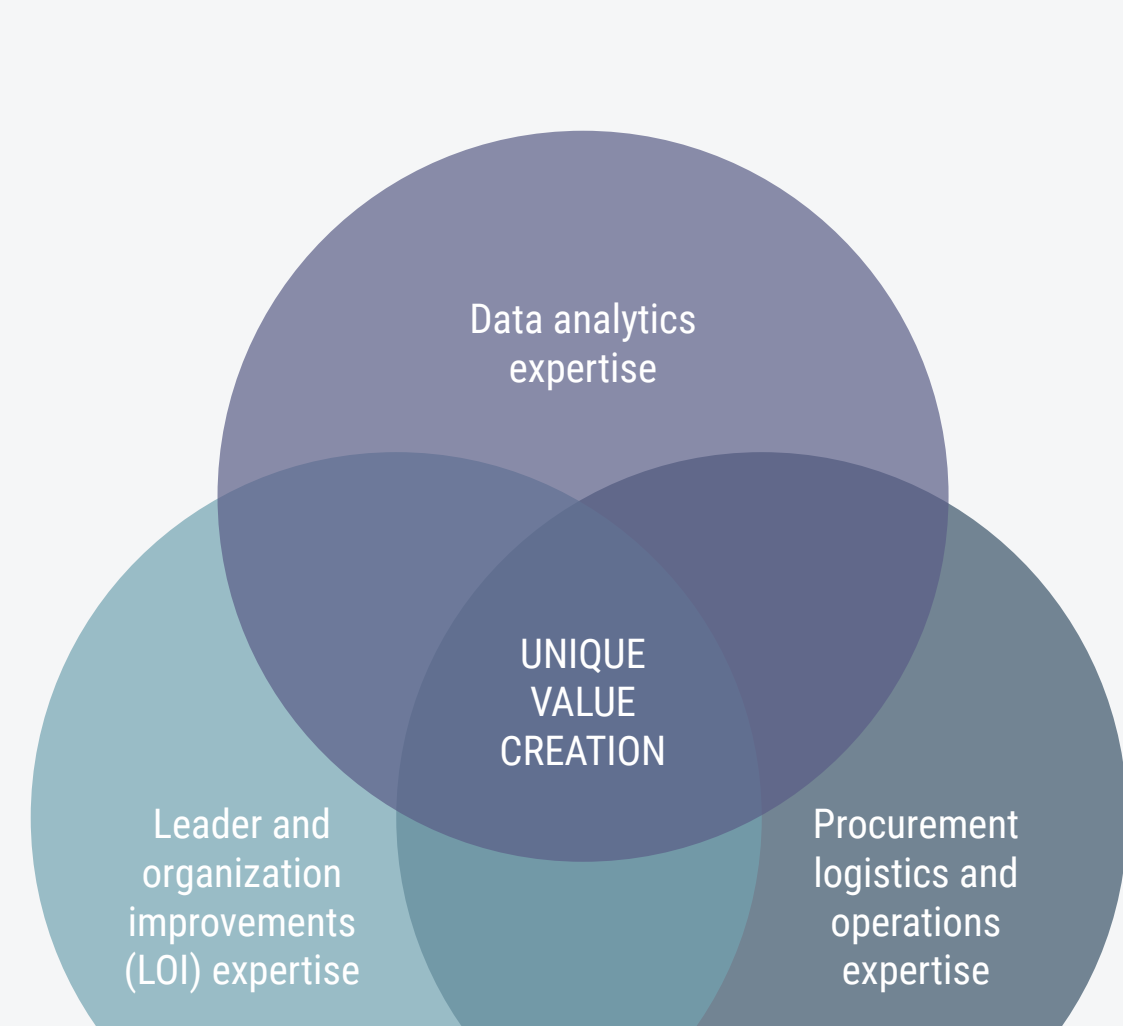 Data analytics
expertise
UNIQUE
VALUE
CREATION
Leader and
organization
improvements
(LOI) expertise
Procurement
logistics and
operations
expertise